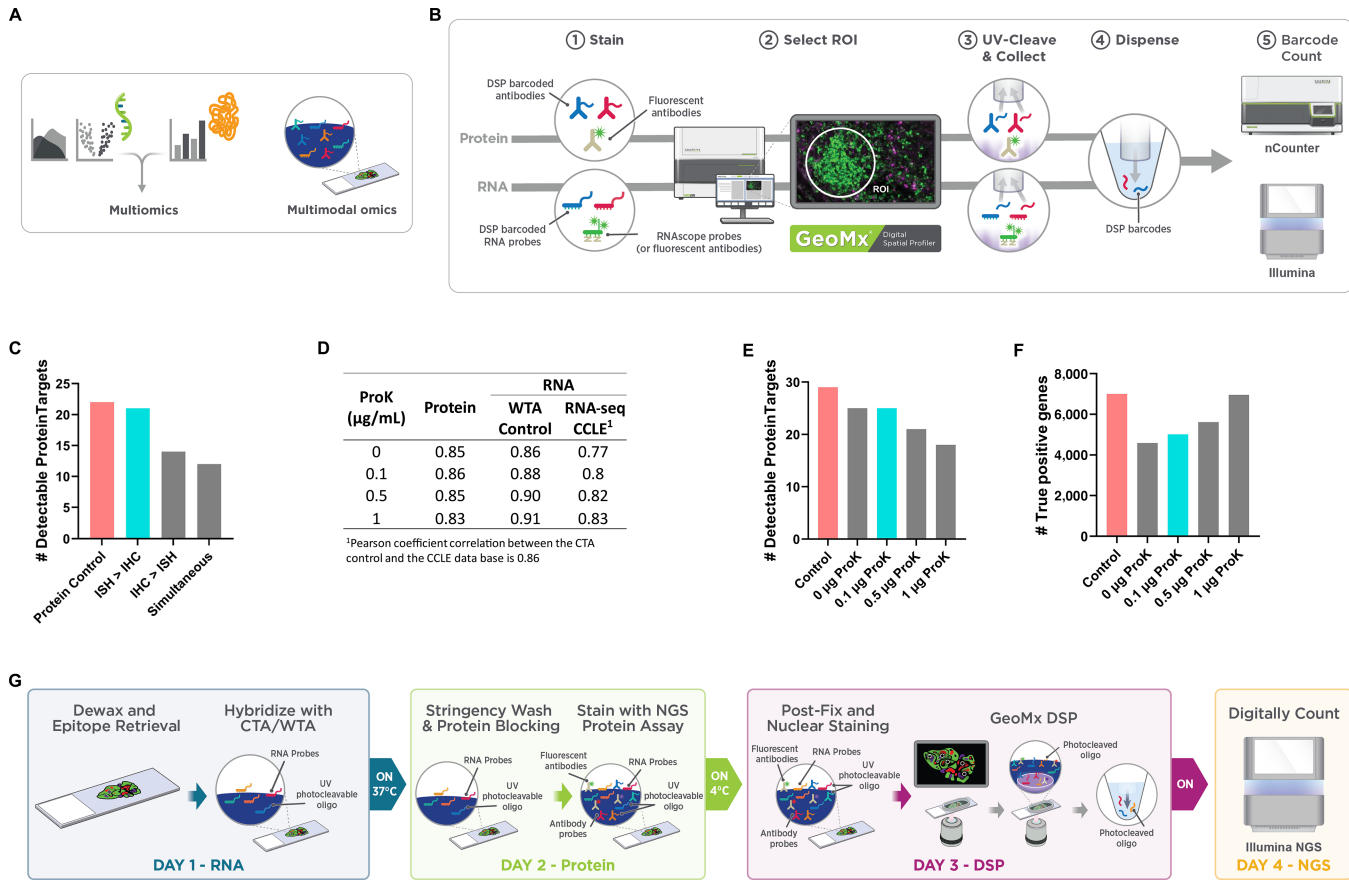 A
Multiomics
Multimodal omics
B
1 Stain
2 Select ROI
3 UV-Cleave
& Collect
4 Dispense
5 Barcode
Count
DSP barcoded
antibodies
Fluorescent
antibodies
Protein
RNA
DSP barcoded
RNA probes
RNAscope probes
(or fluorescent antibodies)
ROI
GeoMx® Digital
Spatial Profiler
DSP barcodes
nCounter
Illumina
C
# Detectable ProteinTargets
25
20
15
10
5
0
Protein Control
ISH > IHC
IHC > ISH
Simultaneous
D
ProK
(µg/mL)
Protein
RNA
WTA
Control
RNA-seq
CCLE1
0 0.85 0.86 0.77
0.1 0.86 0.88 0.8
0.5 0.85 0.90 0.82
1 0.83 0.91 0.83
1Pearson coefficient correlation between the CTA
control and the CCLE data base is 0.86
E
# Detectable ProteinTargets
30
20
10
0
Control
0 µg ProK
0.1 µg ProK
0.5 µg ProK
1 µg ProK
F
# True positive genes
8,000
6,000
4,000
2,000
0
Control
0 µg ProK
0.1 µg ProK
0.5 µg ProK
1 µg ProK
G
Dewax and
Epitope Retrieval
Hybridize with
CTA/WTA
RNA Probes
UV
photocleavable
oligo
DAY 1 - RNA
ON
37°C
Stringency Wash
& Protein Blocking
RNA Probes
UV
photocleavable
oligo
Stain with NGS
Protein Assay
Fluorescent
antibodies
RNA Probes
UV
photocleavable
oligo
Antibody
probes
DAY 2 - Protein
ON
4°C
Post-Fix and
Nuclear Staining
Fluorescent
antibodies
RNA Probes
UV
photocleavable
oligo
Antibody
probes
GeoMx DSP
Photocleaved
oligo
Photocleaved
oligo
DAY 3 - DSP
ON
Digitally Count
Illumina NGS
DAY 4 - NGS